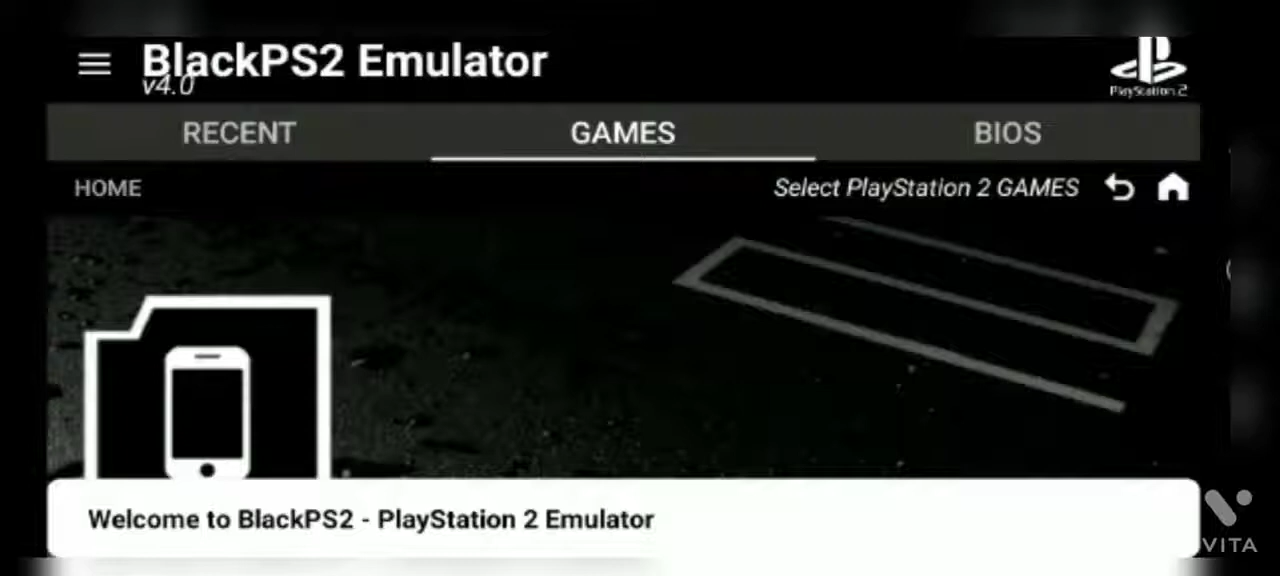 BlackPS2 Emulator
v4.0
PlayStation 2
RECENT
GAMES
BIOS
HOME
Select PlayStation 2 GAMES
Welcome to BlackPS2 - PlayStation 2 Emulator
VITA